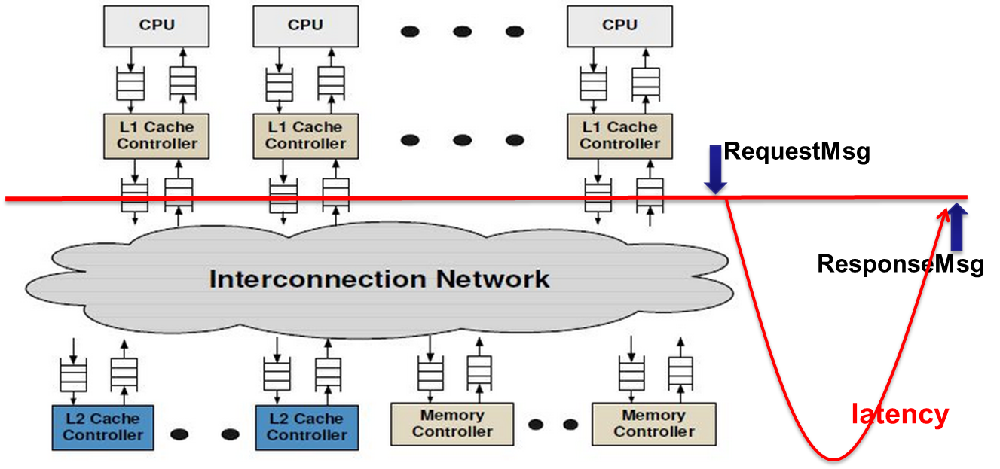 CPU
CPU
CPU
L1 Cache
Controller
L1 Cache
Controller
L1 Cache
Controller
RequestMsg
ResponseMsg
Interconnection Network
latency
L2 Cache
Controller
L2 Cache
Controller
Memory
Controller
Memory
Controller